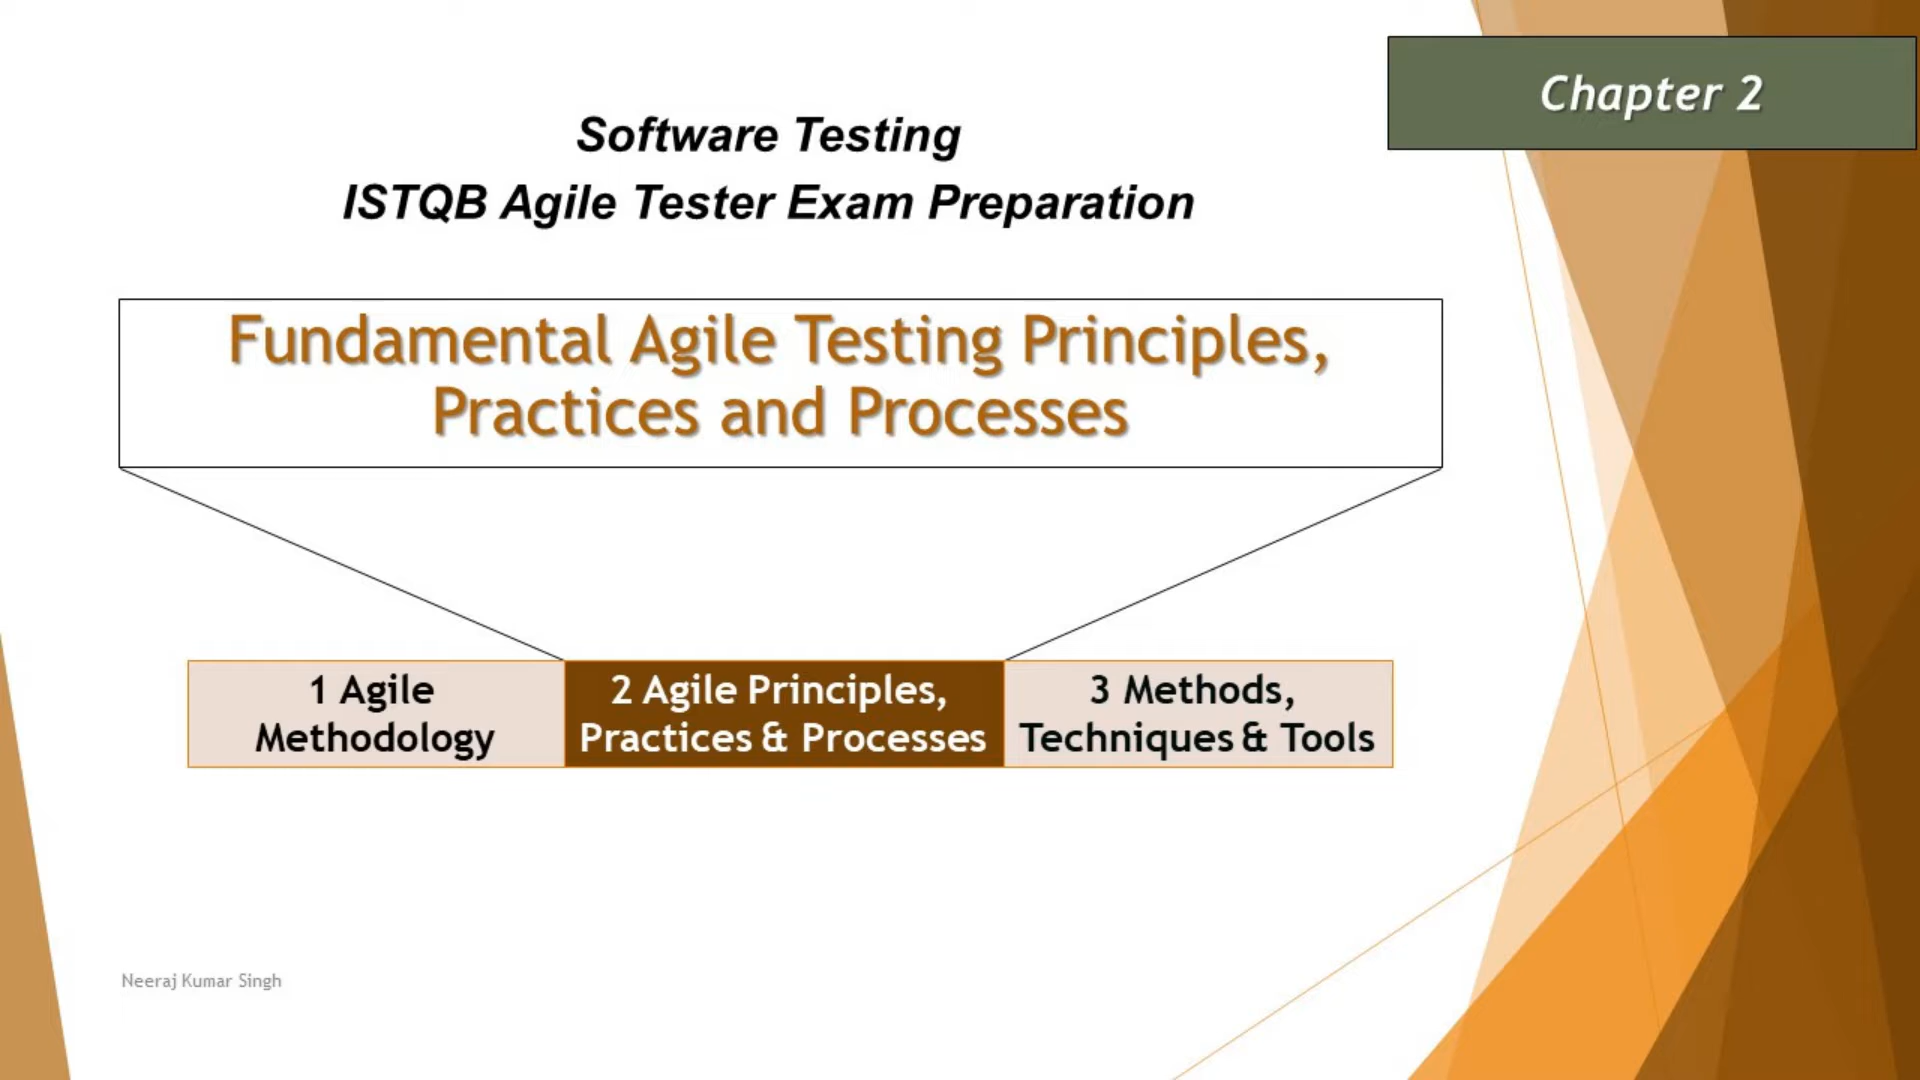 Chapter 2
Software Testing
ISTQB Agile Tester Exam Preparation
Fundamental Agile Testing Principles,
Practices and Processes
1 Agile
Methodology
2 Agile Principles,
Practices & Processes
3 Methods,
Techniques & Tools
Neeraj Kumar Singh